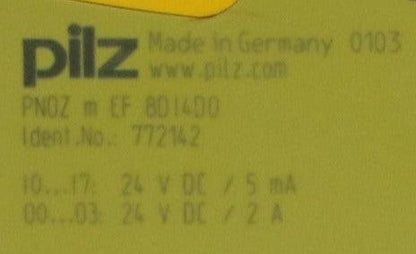 pilz Made in Germany 0103
www.pilz.com
PNOZ m EF 8DI4DO
Ident.No.: 772142
I0...I7: 24 V DC / 5 mA
O0...O3: 24 V DC / 2 A